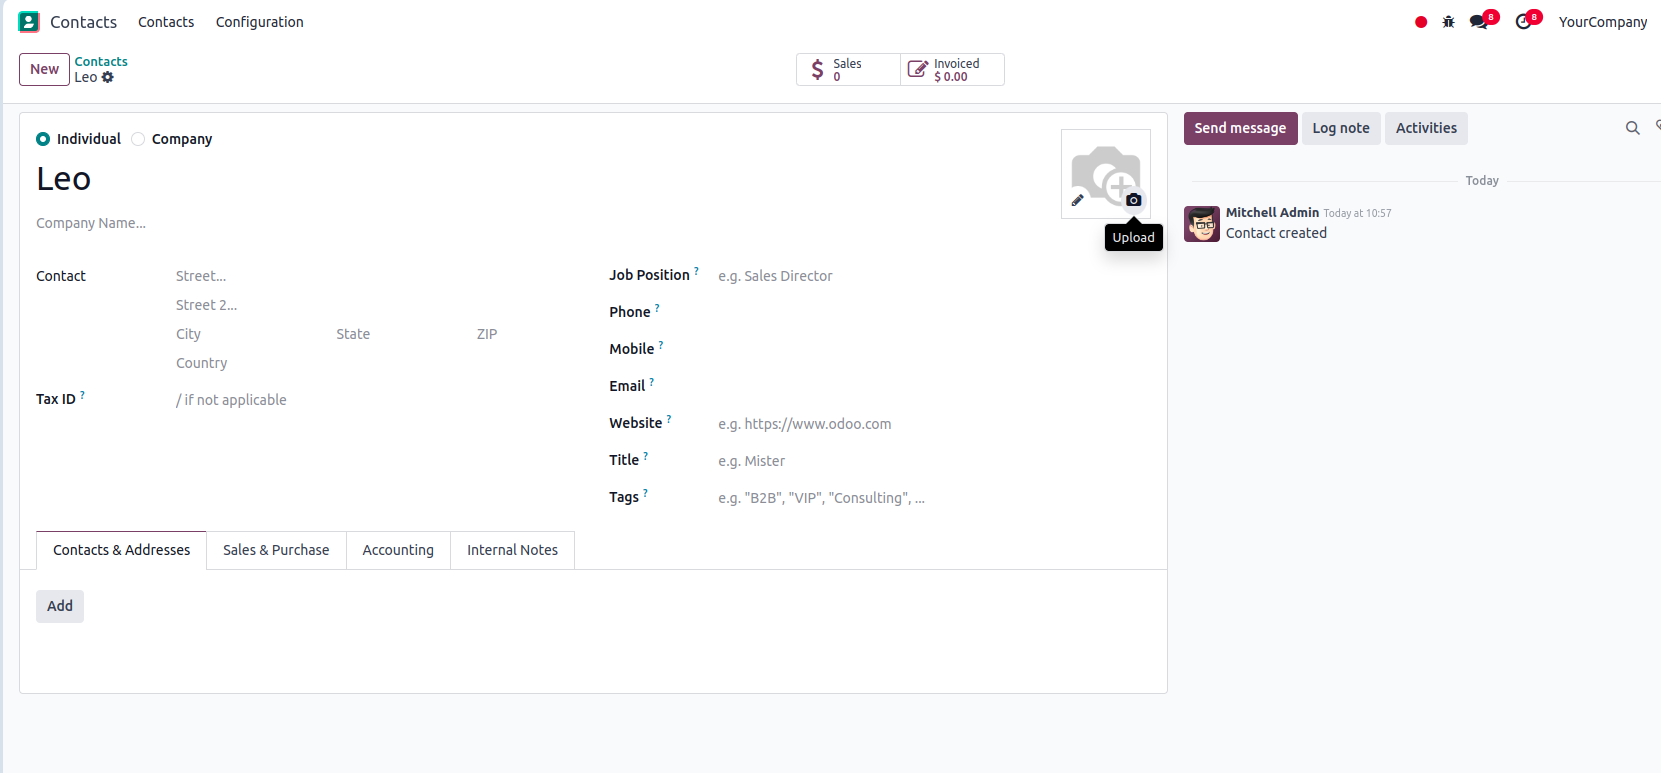 Contacts Contacts Configuration 8 8 YourCompany
New Contacts
Leo
Sales
0
Invoiced
$ 0.00
Individual Company
Leo
Company Name...
Upload
Contact Street...
Street 2...
City State ZIP
Country
Tax ID ? / if not applicable
Job Position ? e.g. Sales Director
Phone ?
Mobile ?
Email ?
Website ? e.g. https://www.odoo.com
Title ? e.g. Mister
Tags ? e.g. "B2B", "VIP", "Consulting", ...
Contacts & Addresses Sales & Purchase Accounting Internal Notes
Add
Send message Log note Activities
Today
Mitchell Admin Today at 10:57
Contact created